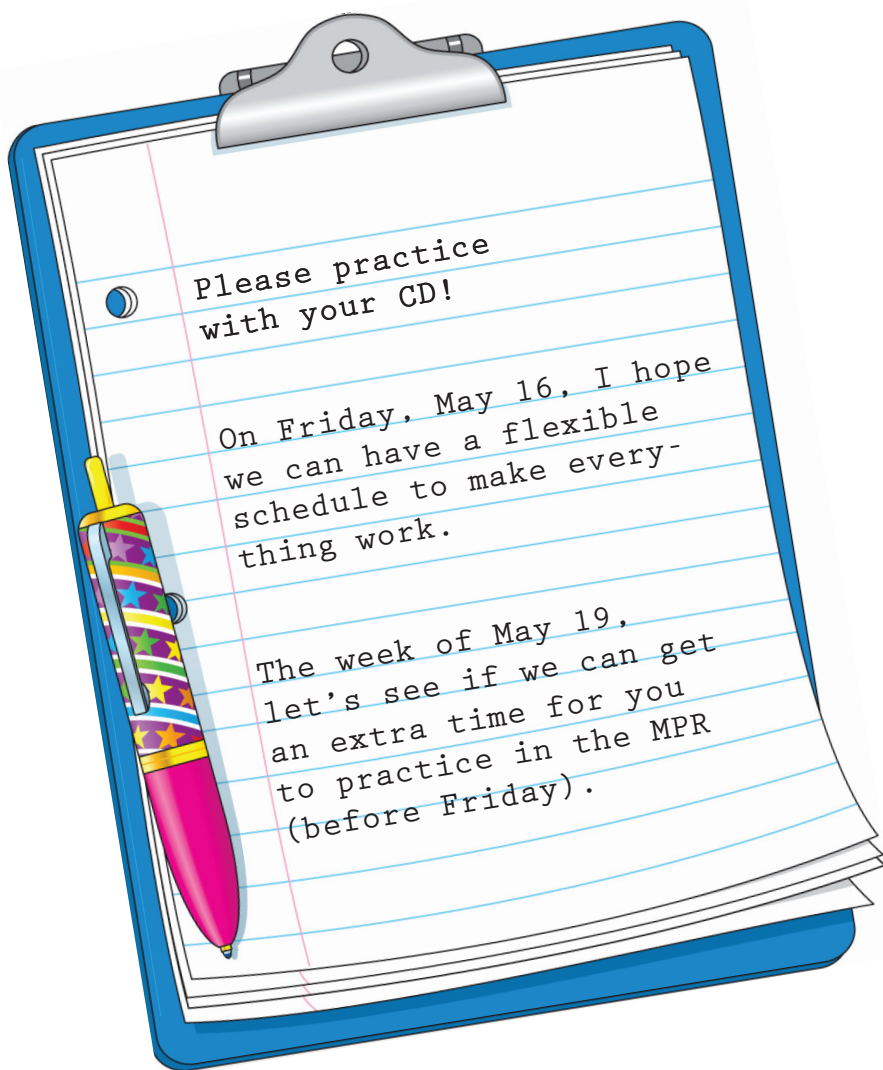 Please practice
with your CD!
On Friday, May 16, I hope
we can have a flexible
schedule to make every-
thing work.
The week of May 19,
let's see if we can get
an extra time for you
to practice in the MPR
(before Friday).